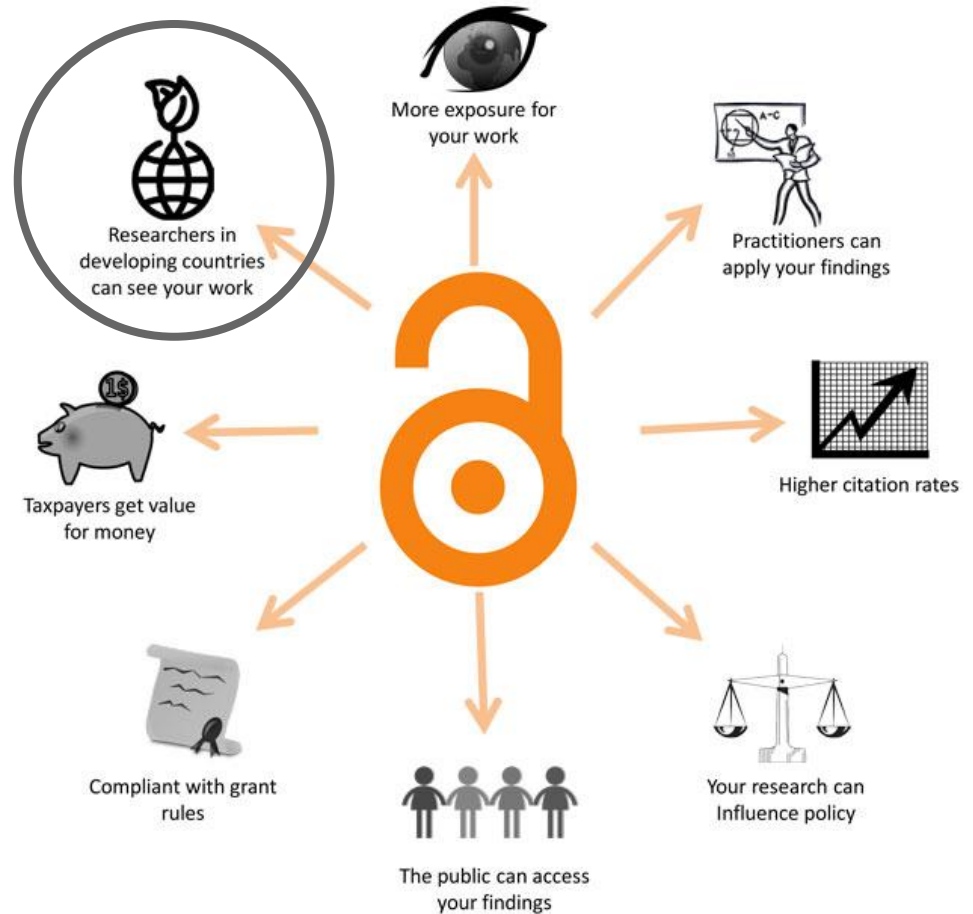 More exposure for
your work
A-C
Practitioners can
apply your findings
Higher citation rates
Your research can
Influence policy
The public can access
your findings
Compliant with grant
rules
1$
Taxpayers get value
for money
Researchers in
developing countries
can see your work